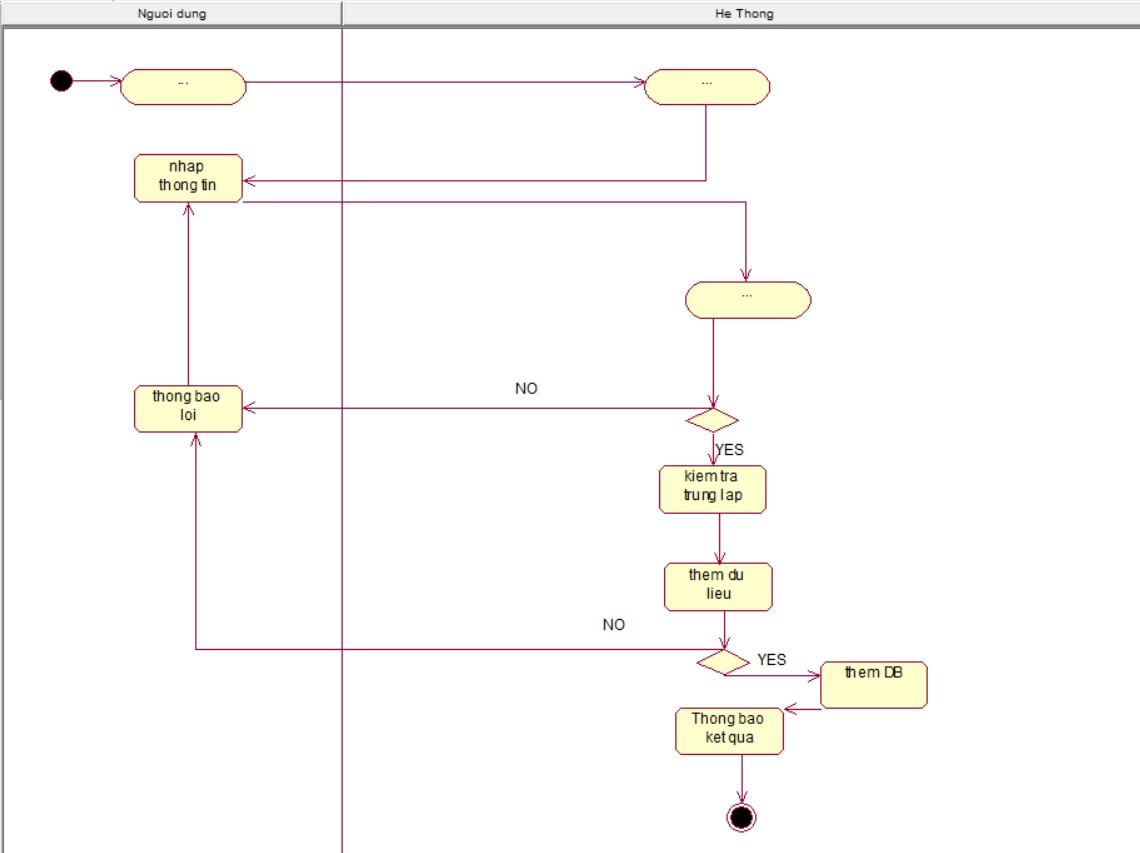 Nguoi dung
He Thong
...
...
nhap
thong tin
...
NO
thong bao
loi
YES
kiem tra
trung lap
them du
lieu
NO
YES
them DB
Thong bao
ket qua